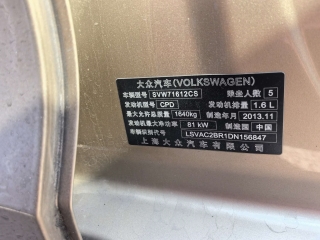 大众汽车(VOLKSWAGEN)
车辆型号 SVW71612CS 乘坐人数 5
发动机型号 CPD 发动机排量 1.6 L
最大允许总质量 1640kg 制造年月 2013.11
发动机最大净功率 81 kW 制造国 中国
车辆识别代号 LSVAC2BR1DN156847
上海大众汽车有限公司